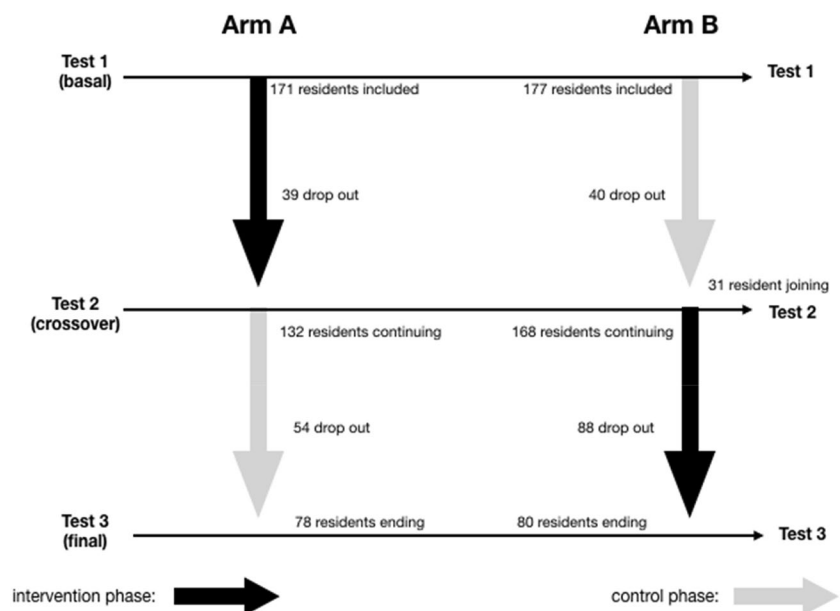 Arm A
Arm B
Test 1
(basal)
Test 1
171 residents included
177 residents included
39 drop out
40 drop out
31 resident joining
Test 2
(crossover)
Test 2
132 residents continuing
168 residents continuing
54 drop out
88 drop out
78 residents ending
80 residents ending
Test 3
(final)
Test 3
intervention phase:
control phase: